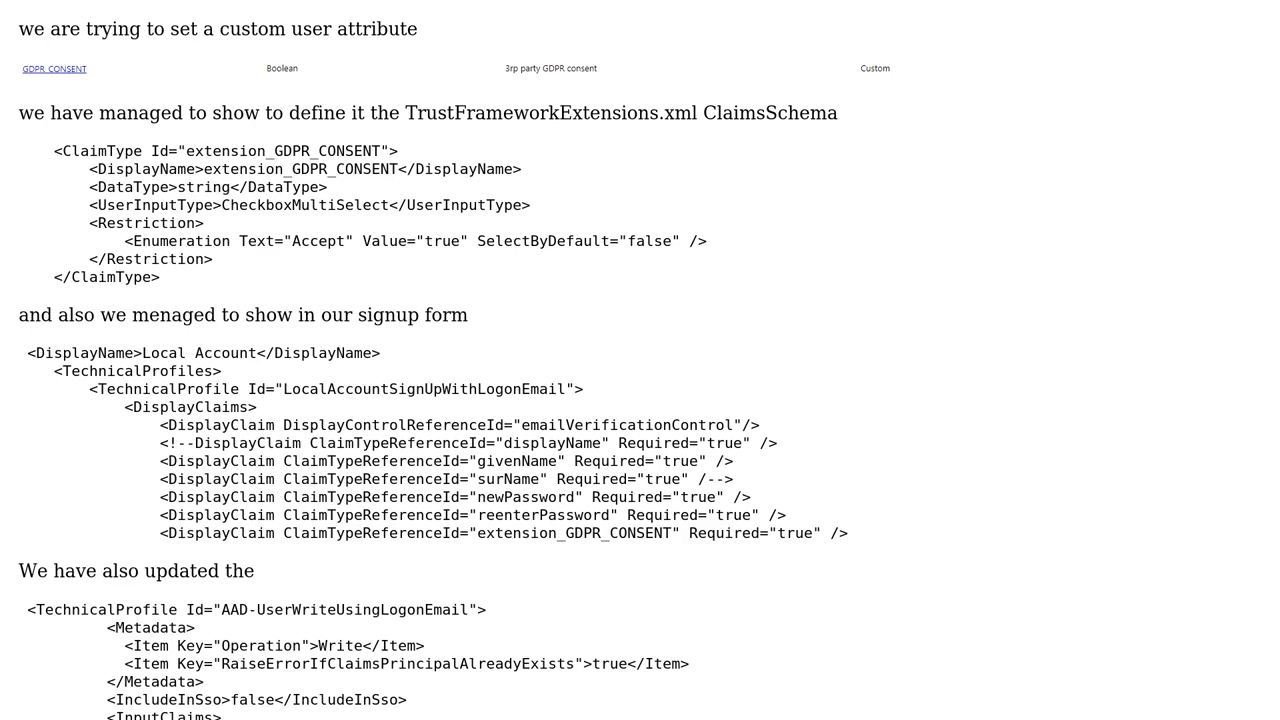 we are trying to set a custom user attribute
GDPR_CONSENT Boolean 3rp party GDPR consent Custom
we have managed to show to define it the TrustFrameworkExtensions.xml ClaimsSchema
<ClaimType Id="extension_GDPR_CONSENT">
<DisplayName>extension_GDPR_CONSENT</DisplayName>
<DataType>string</DataType>
<UserInputType>CheckboxMultiSelect</UserInputType>
<Restriction>
<Enumeration Text="Accept" Value="true" SelectByDefault="false" />
</Restriction>
</ClaimType>
and also we menaged to show in our signup form
<DisplayName>Local Account</DisplayName>
<TechnicalProfiles>
<TechnicalProfile Id="LocalAccountSignUpWithLogonEmail">
<DisplayClaims>
<DisplayClaim DisplayControlReferenceId="emailVerificationControl"/>
<!--DisplayClaim ClaimTypeReferenceId="displayName" Required="true" />
<DisplayClaim ClaimTypeReferenceId="givenName" Required="true" />
<DisplayClaim ClaimTypeReferenceId="surName" Required="true" /-->
<DisplayClaim ClaimTypeReferenceId="newPassword" Required="true" />
<DisplayClaim ClaimTypeReferenceId="reenterPassword" Required="true" />
<DisplayClaim ClaimTypeReferenceId="extension_GDPR_CONSENT" Required="true" />
We have also updated the
<TechnicalProfile Id="AAD-UserWriteUsingLogonEmail">
<Metadata>
<Item Key="Operation">Write</Item>
<Item Key="RaiseErrorIfClaimsPrincipalAlreadyExists">true</Item>
</Metadata>
<IncludeInSso>false</IncludeInSso>
<InputClaims>